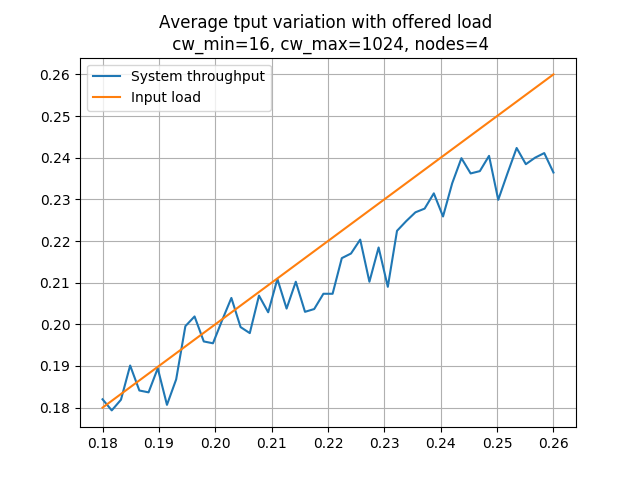 Average tput variation with offered load
cw_min=16, cw_max=1024, nodes=4
System throughput
Input load
0.26
0.25
0.24
0.23
0.22
0.21
0.20
0.19
0.18
0.18 0.19 0.20 0.21 0.22 0.23 0.24 0.25 0.26